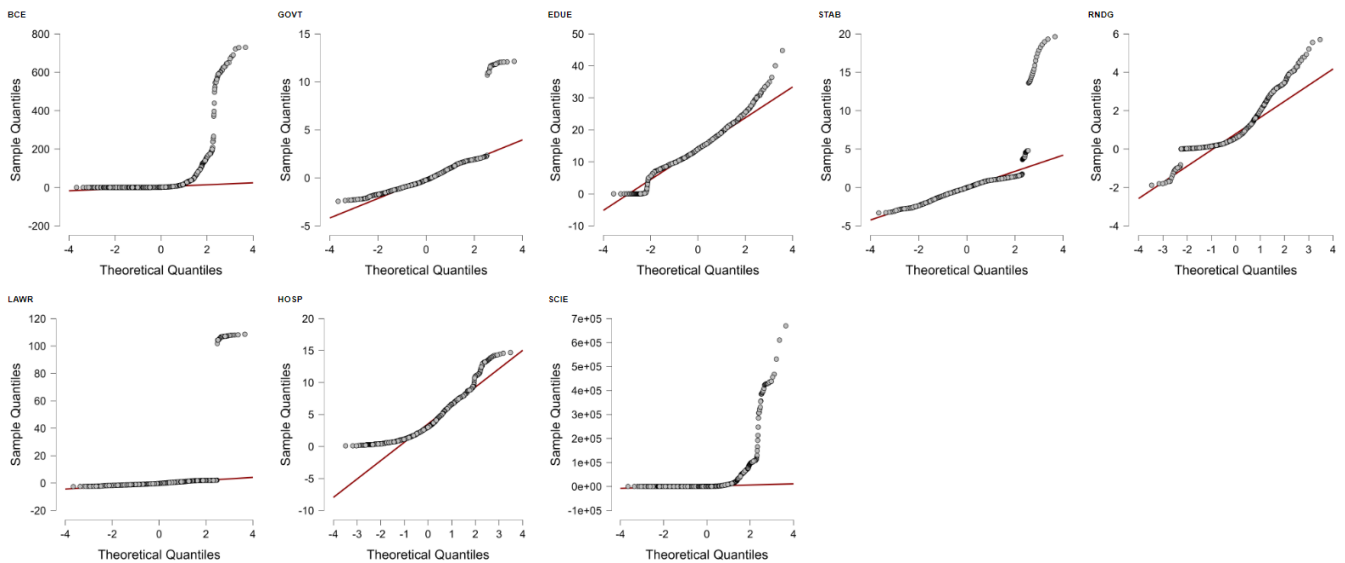 BCE
GOVT
EDUE
STAB
RNDG
800
600
400
200
0
-200
-4
-2
0
2
4
Sample Quantiles
Theoretical Quantiles
15
10
5
0
-5
-4
-2
0
2
4
Sample Quantiles
Theoretical Quantiles
50
40
30
20
10
0
-10
-4
-2
0
2
4
Sample Quantiles
Theoretical Quantiles
20
15
10
5
0
-5
-4
-2
0
2
4
Sample Quantiles
Theoretical Quantiles
6
4
2
0
-2
-4
-4
-3
-2
-1
0
1
2
3
4
Sample Quantiles
Theoretical Quantiles
LAWR
HOSP
SCIE
120
100
80
60
40
20
0
-20
-4
-2
0
2
4
Sample Quantiles
Theoretical Quantiles
20
15
10
5
0
-5
-10
-4
-3
-2
-1
0
1
2
3
4
Sample Quantiles
Theoretical Quantiles
7e+05
6e+05
5e+05
4e+05
3e+05
2e+05
1e+05
0e+00
-1e+05
-4
-2
0
2
4
Sample Quantiles
Theoretical Quantiles